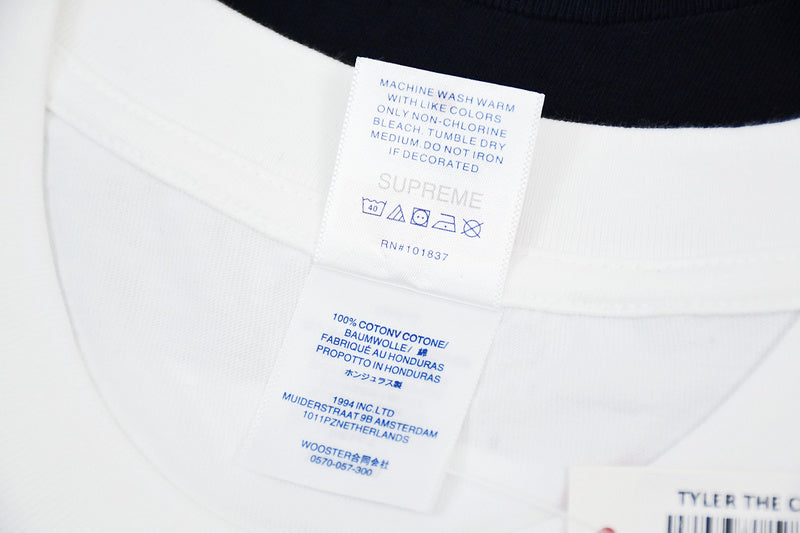 MACHINE WASH WARM
WITH LIKE COLORS
ONLY NON-CHLORINE
BLEACH. TUMBLE DRY
MEDIUM. DO NOT IRON
IF DECORATED
SUPREME
40
RN#101837
100% COTONV COTONE/
BAUMWOLLE/ 綿
FABRIQUÉ AU HONDURAS
PROPOTTO IN HONDURAS
ホンジュラス製
1994 INC.LTD
MUIDERSTRAAT 9B AMSTERDAM
1011PZNETHERLANDS
WOOSTER合同会社
0570-057-300
TYLER THE C